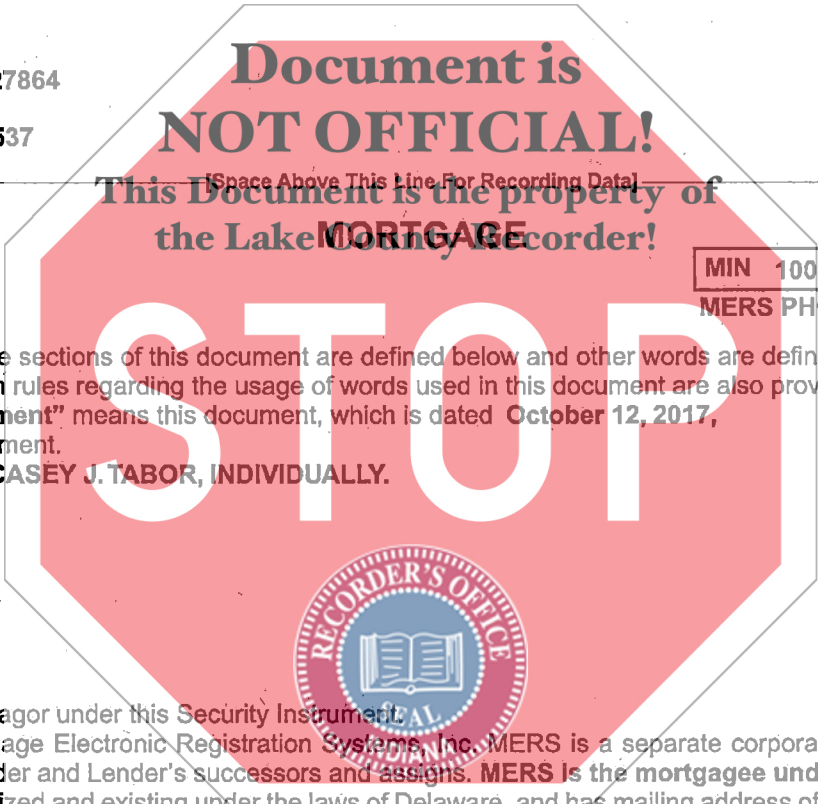 Document is
7864
NOT OFFICIAL!
537
[Space Above This Line For Recording Data]
This Document is the property of
the Lake County Recorder!
MORTGAGE
MIN 100
MERS PH
e sections of this document are defined below and other words are defin
rules regarding the usage of words used in this document are also prov
ment" means this document, which is dated October 12, 2017,
ment.
CASEY J. TABOR, INDIVIDUALLY.
STOP
RECORDER'S OFFICE
SEAL
INDIANA
agor under this Security Instrument.
age Electronic Registration Systems, Inc. MERS is a separate corpora
der and Lender's successors and assigns. MERS is the mortgagee und
ized and existing under the laws of Delaware, and has mailing address of